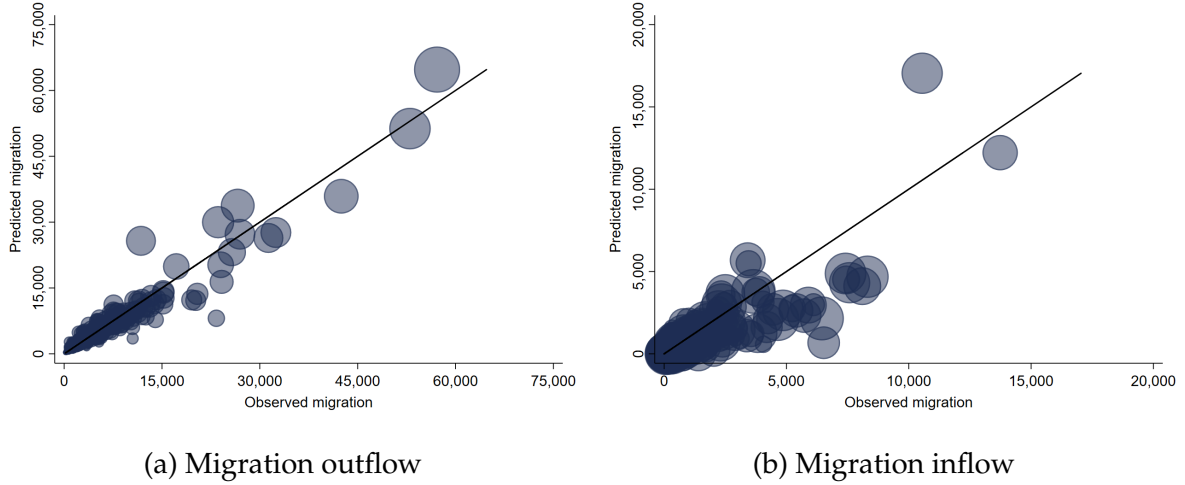 75,000
60,000
45,000
30,000
15,000
0
Predicted migration
0 15,000 30,000 45,000 60,000 75,000
Observed migration
(a) Migration outflow
20,000
15,000
10,000
5,000
0
Predicted migration
0 5,000 10,000 15,000 20,000
Observed migration
(b) Migration inflow